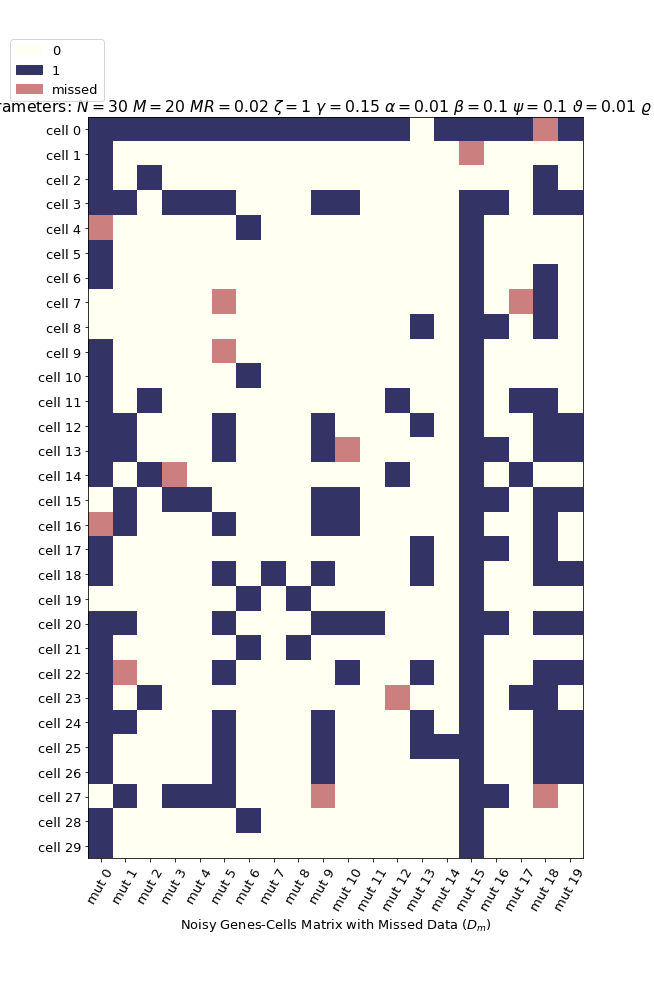 0
1
missed
rameters: N = 30 M = 20 MR = 0.02 ζ = 1 γ = 0.15 α = 0.01 β = 0.1 ψ = 0.1 ϑ = 0.01 ϱ
cell 0
cell 1
cell 2
cell 3
cell 4
cell 5
cell 6
cell 7
cell 8
cell 9
cell 10
cell 11
cell 12
cell 13
cell 14
cell 15
cell 16
cell 17
cell 18
cell 19
cell 20
cell 21
cell 22
cell 23
cell 24
cell 25
cell 26
cell 27
cell 28
cell 29
mut 0
mut 1
mut 2
mut 3
mut 4
mut 5
mut 6
mut 7
mut 8
mut 9
mut 10
mut 11
mut 12
mut 13
mut 14
mut 15
mut 16
mut 17
mut 18
mut 19
Noisy Genes-Cells Matrix with Missed Data (Dm)